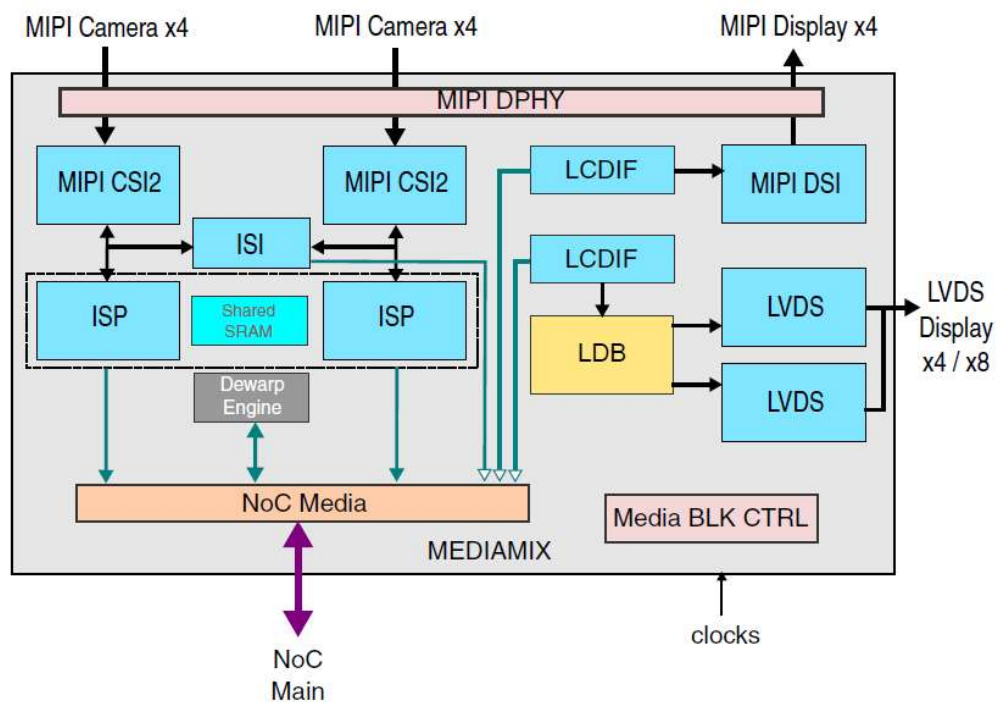 MIPI Camera x4
MIPI Camera x4
MIPI Display x4
MIPI DPHY
MIPI CSI2
MIPI CSI2
LCDIF
MIPI DSI
ISI
LCDIF
ISP
Shared
SRAM
ISP
LDB
LVDS
LVDS
Display
x4 / x8
Dewarp
Engine
LVDS
NoC Media
Media BLK CTRL
MEDIAMIX
clocks
NoC
Main